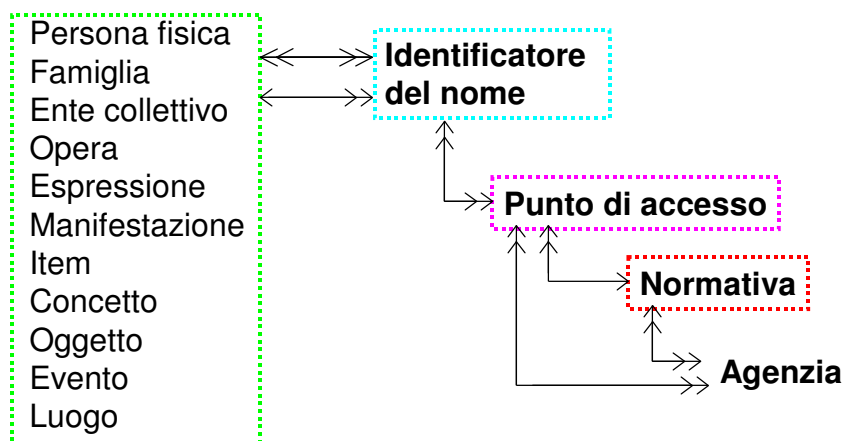 Persona fisica
Famiglia
Ente collettivo
Opera
Espressione
Manifestazione
Item
Concetto
Oggetto
Evento
Luogo
Identificatore
del nome
Punto di accesso
Normativa
Agenzia